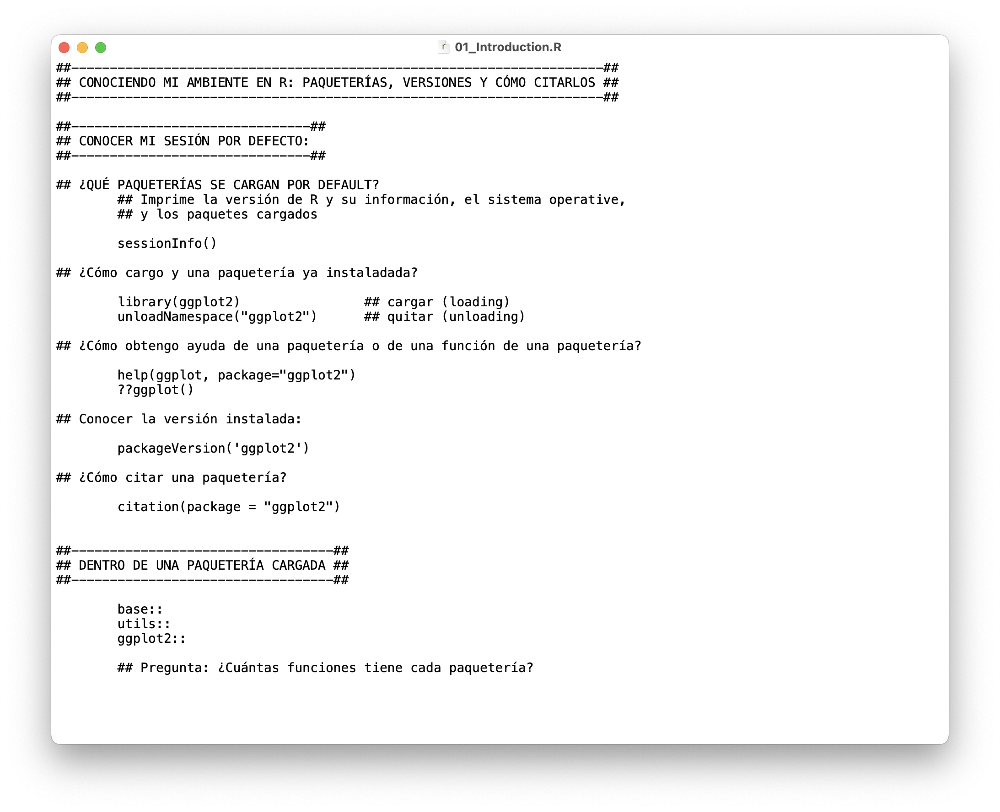 01_Introduction.R
##---------------------------------------------------------------------##
## CONOCIENDO MI AMBIENTE EN R: PAQUETERÍAS, VERSIONES Y CÓMO CITARLOS ##
##---------------------------------------------------------------------##
##-------------------------------##
## CONOCER MI SESIÓN POR DEFECTO:
##-------------------------------##
## ¿QUÉ PAQUETERÍAS SE CARGAN POR DEFAULT?
## Imprime la versión de R y su información, el sistema operative,
## y los paquetes cargados
sessionInfo()
## ¿Cómo cargo y una paquetería ya instaladada?
library(ggplot2)                ## cargar (loading)
unloadNamespace("ggplot2")      ## quitar (unloading)
## ¿Cómo obtengo ayuda de una paquetería o de una función de una paquetería?
help(ggplot, package="ggplot2")
??ggplot()
## Conocer la versión instalada:
packageVersion('ggplot2')
## ¿Cómo citar una paquetería?
citation(package = "ggplot2")
##----------------------------------##
## DENTRO DE UNA PAQUETERÍA CARGADA ##
##----------------------------------##
base::
utils::
ggplot2::
## Pregunta: ¿Cuántas funciones tiene cada paquetería?